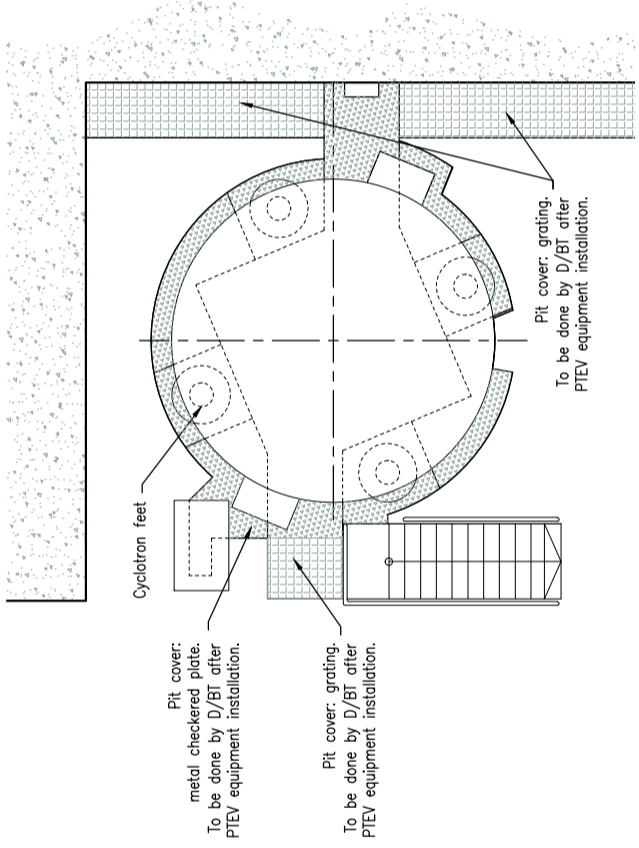 Cyclotron feet
Pit cover:
metal checkered plate.
To be done by D/BT after
PTEV equipment installation.
Pit cover: grating.
To be done by D/BT after
PTEV equipment installation.
Pit cover: grating.
To be done by D/BT after
PTEV equipment installation.